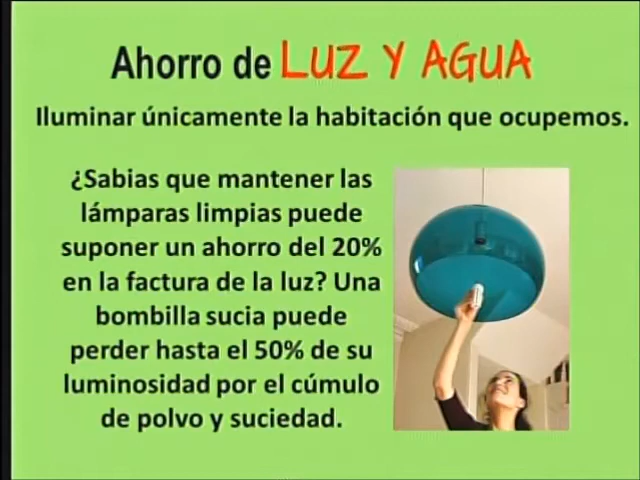 Ahorro de LUZ Y AGUA
Iluminar únicamente la habitación que ocupemos.
¿Sabias que mantener las
lámparas limpias puede
suponer un ahorro del 20%
en la factura de la luz? Una
bombilla sucia puede
perder hasta el 50% de su
luminosidad por el cúmulo
de polvo y suciedad.